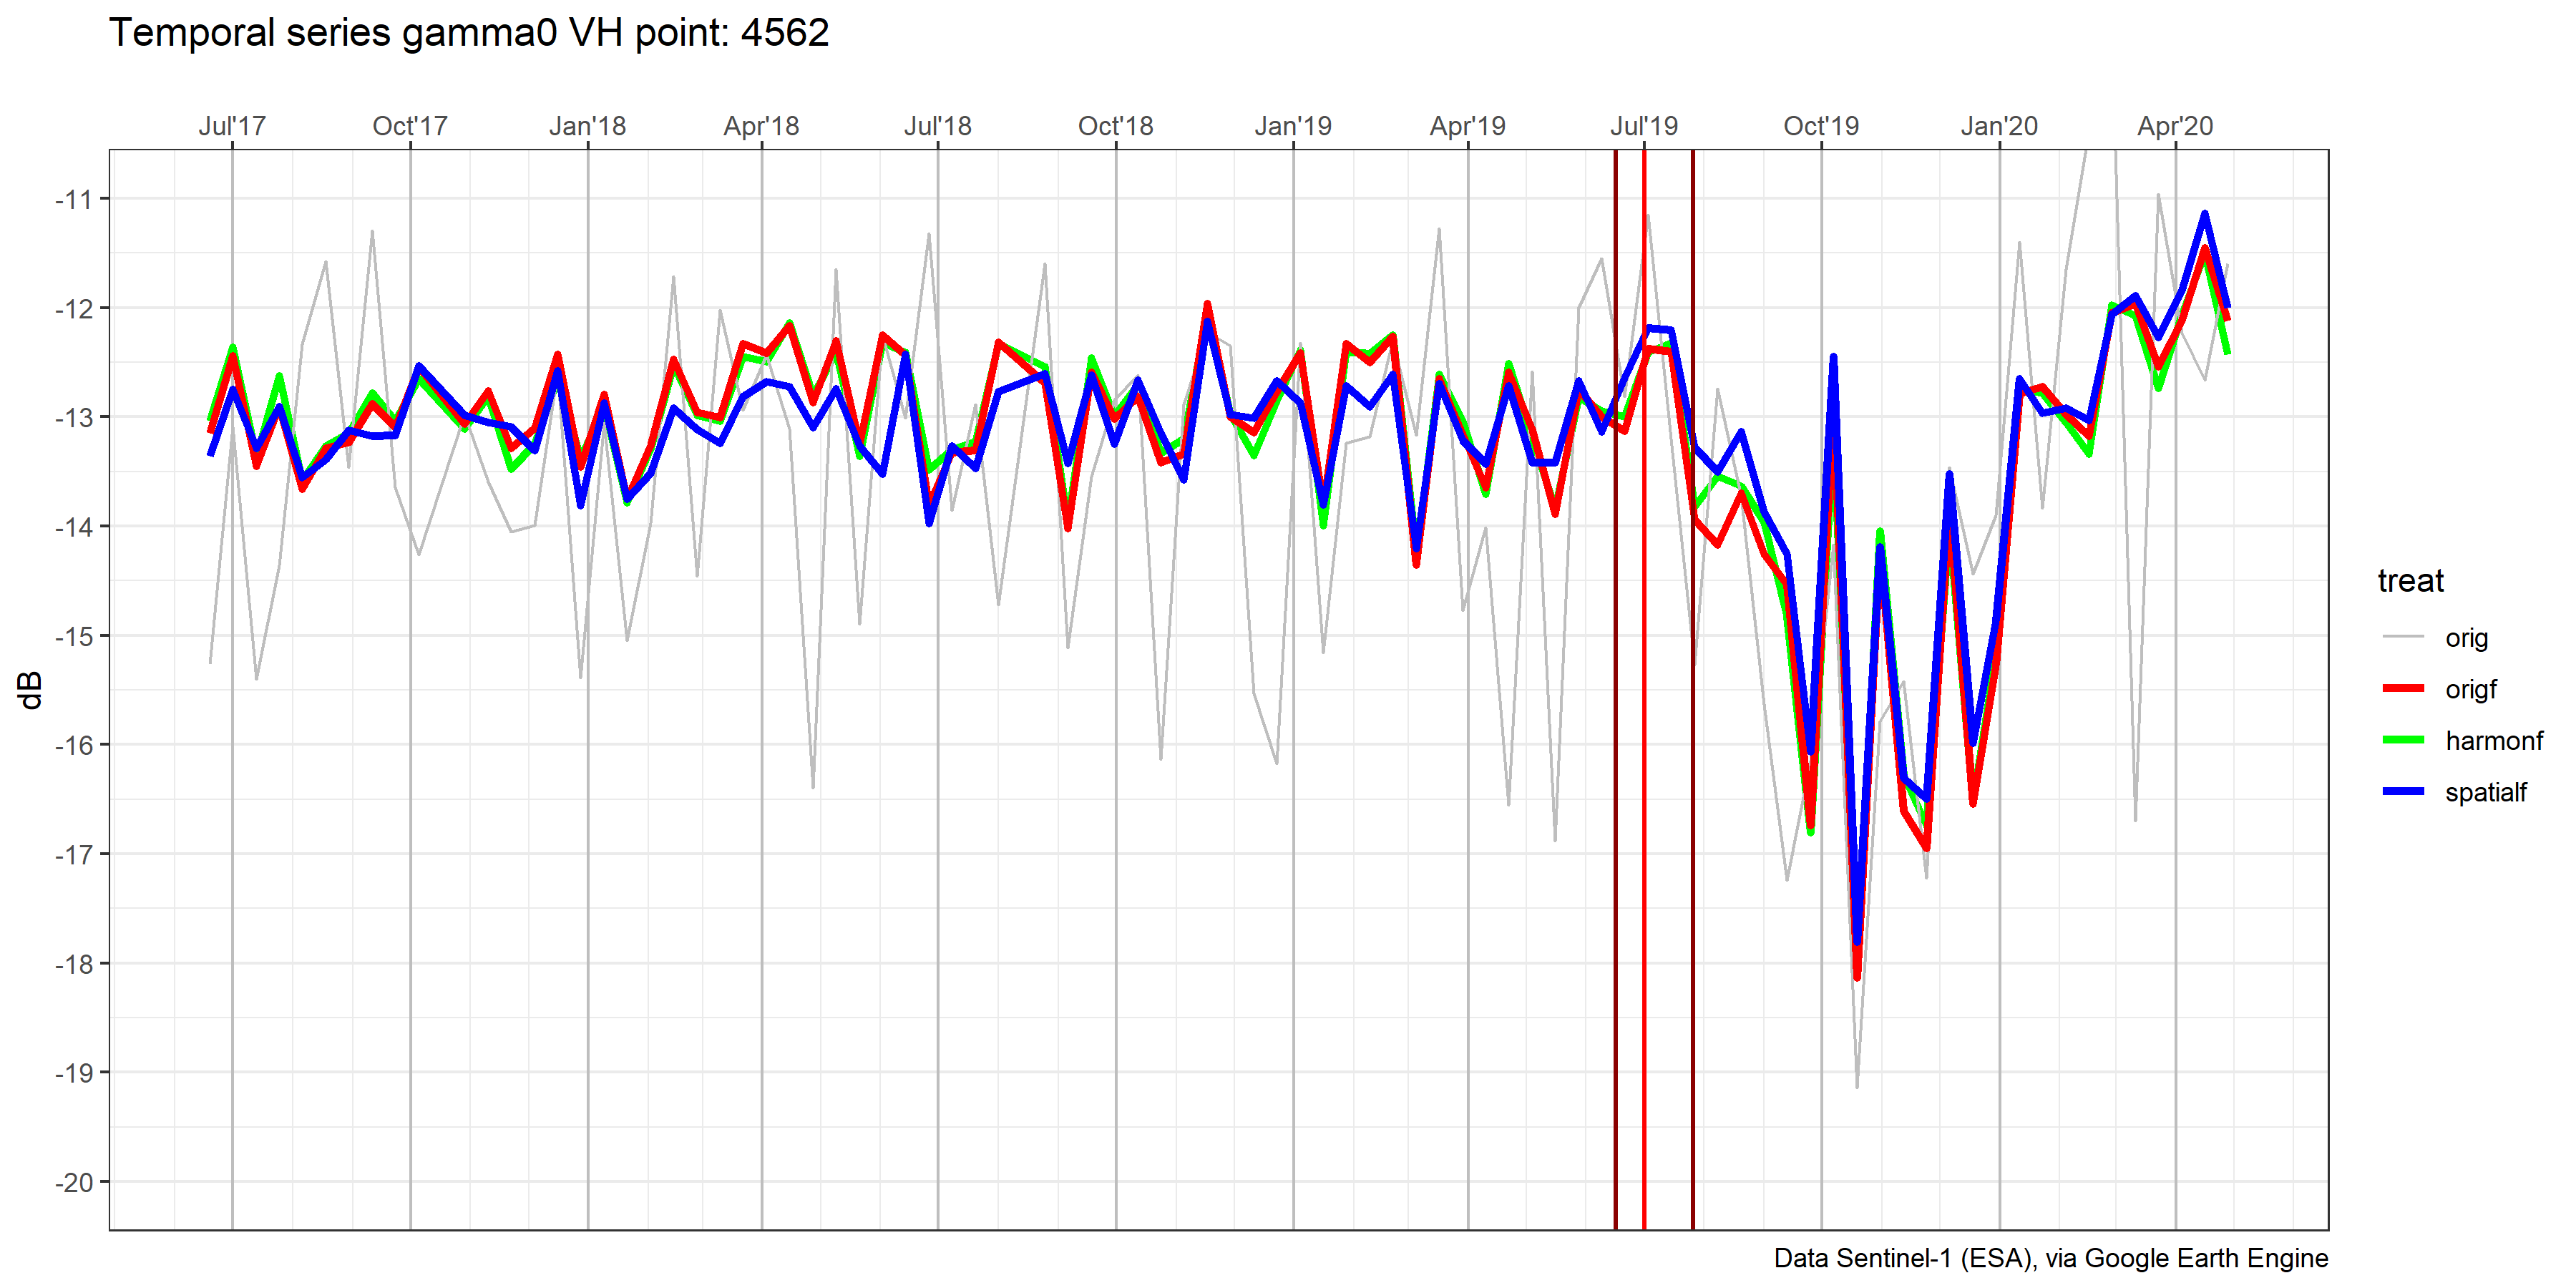 Temporal series gamma0 VH point: 4562
Jul'17 Oct'17 Jan'18 Apr'18 Jul'18 Oct'18 Jan'19 Apr'19 Jul'19 Oct'19 Jan'20 Apr'20
-11
-12
-13
-14
-15
-16
-17
-18
-19
-20
dB
treat
orig
origf
harmonf
spatialf
Data Sentinel-1 (ESA), via Google Earth Engine